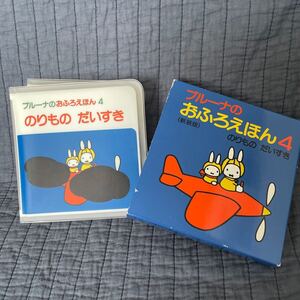 ブルーナのおふろえほん 4
のりもの だいすき
ブルーナの
おふろえほん4
(新装版)
のりもの だいすき